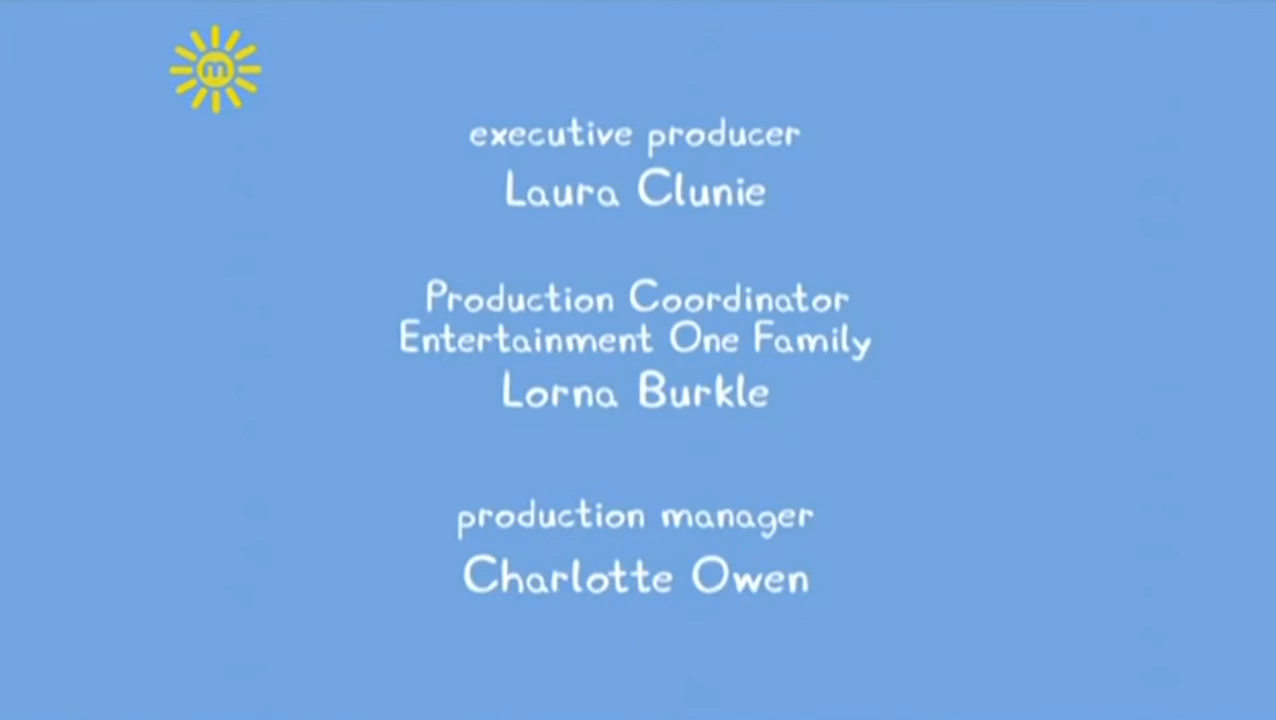 m
executive producer
Laura Clunie
Production Coordinator
Entertainment One Family
Lorna Burkle
production manager
Charlotte Owen